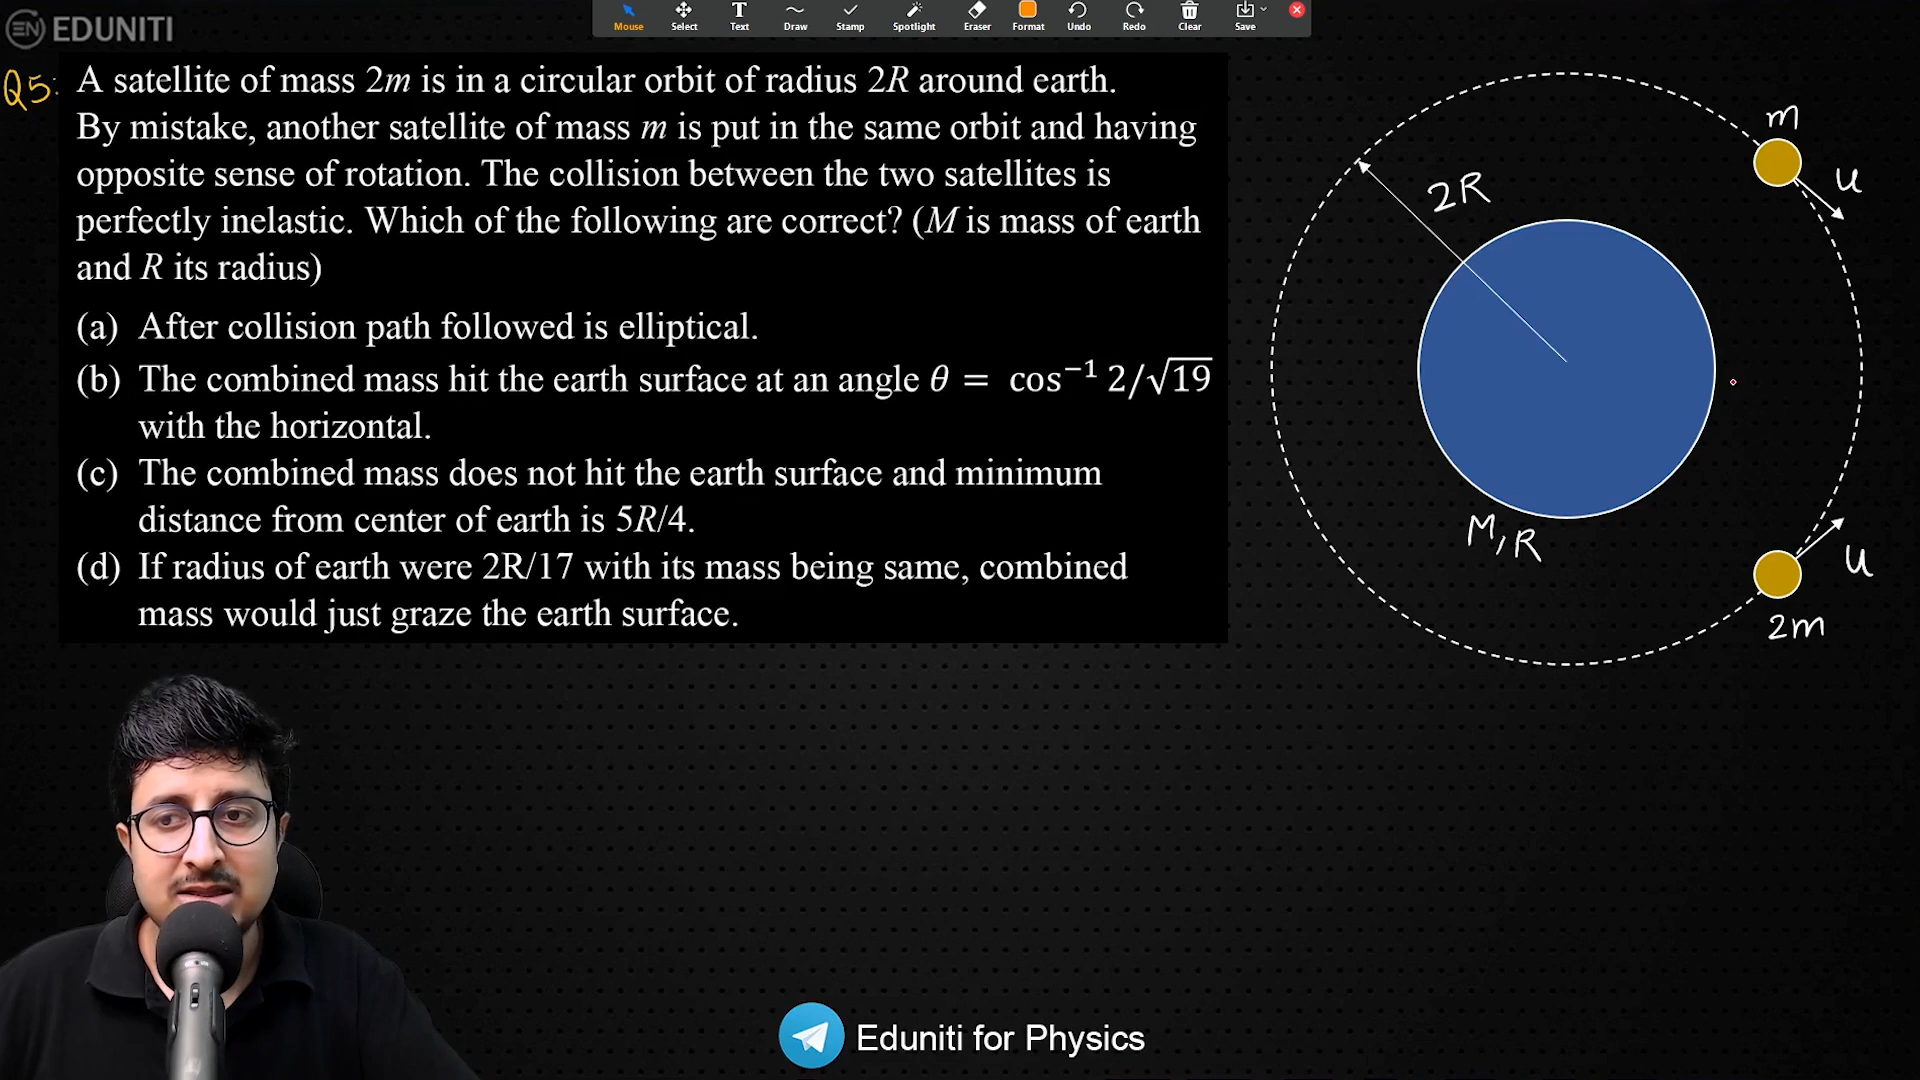 EN EDUNITI
Mouse Select Text Draw Stamp Spotlight Eraser Format Undo Redo Clear Save
Q5:
A satellite of mass 2m is in a circular orbit of radius 2R around earth.
By mistake, another satellite of mass m is put in the same orbit and having
opposite sense of rotation. The collision between the two satellites is
perfectly inelastic. Which of the following are correct? (M is mass of earth
and R its radius)
(a) After collision path followed is elliptical.
(b) The combined mass hit the earth surface at an angle θ = cos⁻¹ 2/√19
with the horizontal.
(c) The combined mass does not hit the earth surface and minimum
distance from center of earth is 5R/4.
(d) If radius of earth were 2R/17 with its mass being same, combined
mass would just graze the earth surface.
m
u
2R
M, R
u
2m
Eduniti for Physics